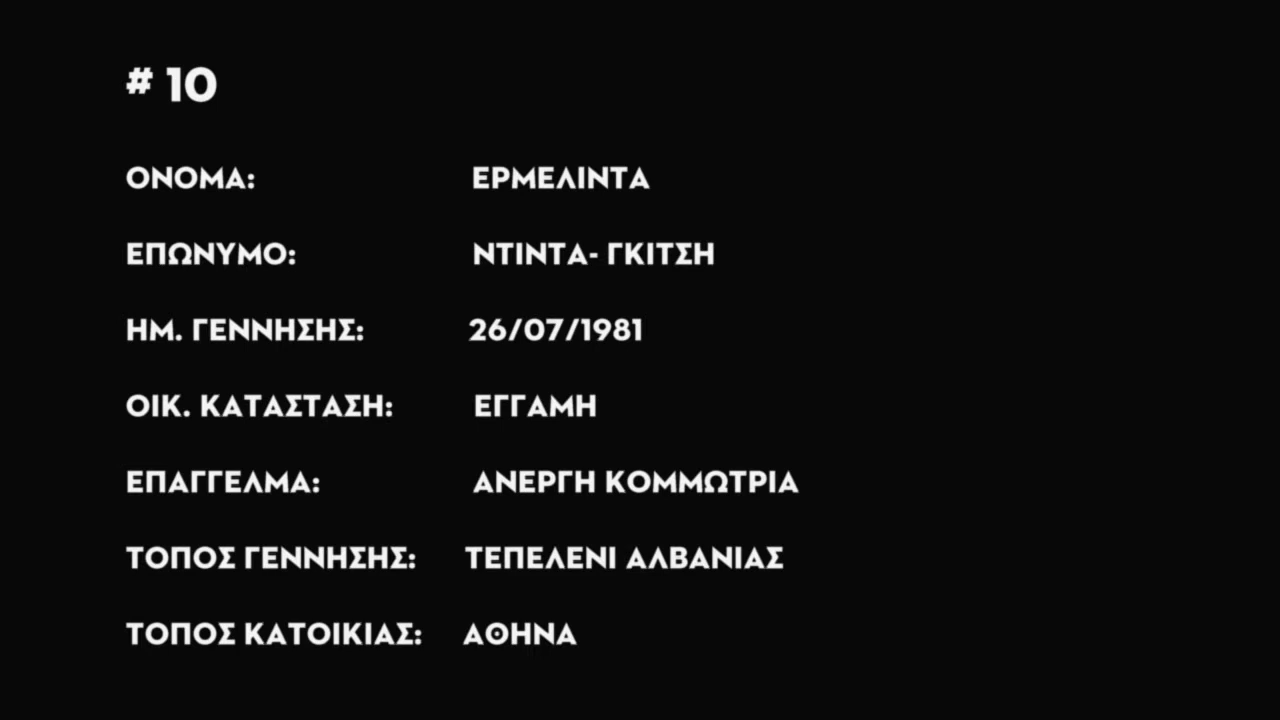 # 10
ΟΝΟΜΑ: ΕΡΜΕΛΙΝΤΑ
ΕΠΩΝΥΜΟ: ΝΤΙΝΤΑ- ΓΚΙΤΣΗ
ΗΜ. ΓΕΝΝΗΣΗΣ: 26/07/1981
ΟΙΚ. ΚΑΤΑΣΤΑΣΗ: ΕΓΓΑΜΗ
ΕΠΑΓΓΕΛΜΑ: ΑΝΕΡΓΗ ΚΟΜΜΩΤΡΙΑ
ΤΟΠΟΣ ΓΕΝΝΗΣΗΣ: ΤΕΠΕΛΕΝΙ ΑΛΒΑΝΙΑΣ
ΤΟΠΟΣ ΚΑΤΟΙΚΙΑΣ: ΑΘΗΝΑ